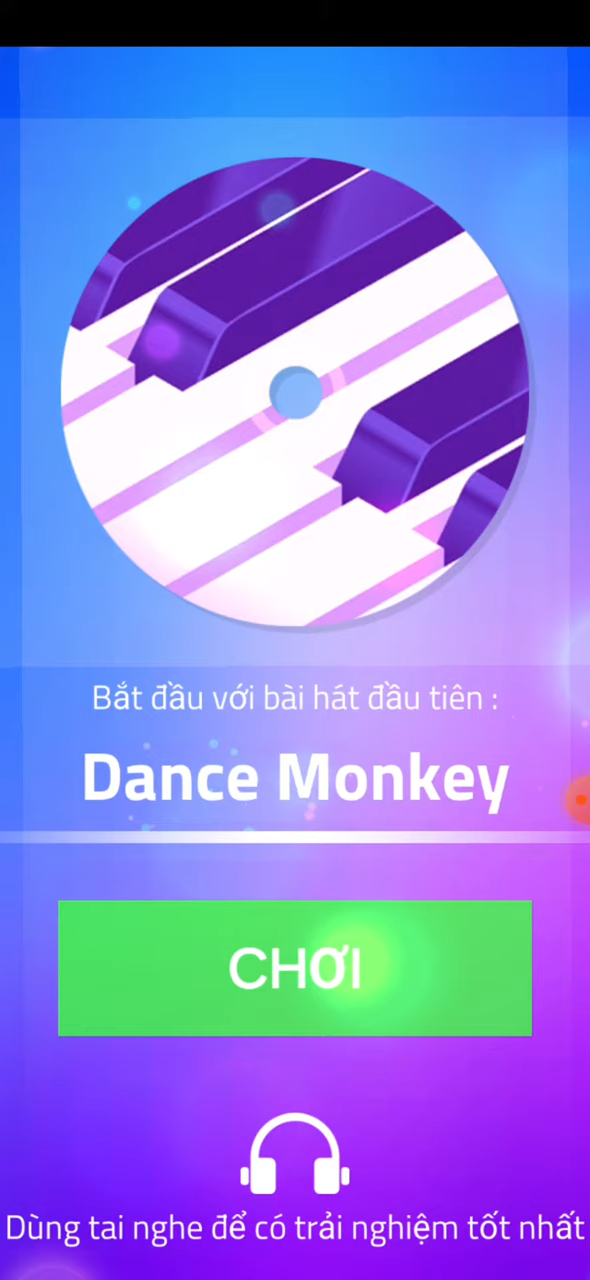 Bắt đầu với bài hát đầu tiên :
Dance Monkey
CHƠI
Dùng tai nghe để có trải nghiệm tốt nhất